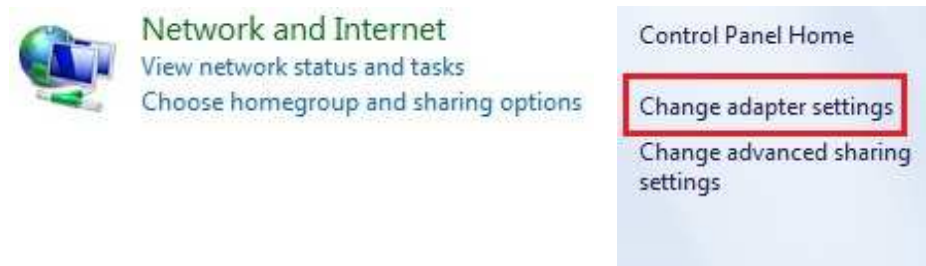 Network and Internet
View network status and tasks
Choose homegroup and sharing options
Control Panel Home
Change adapter settings
Change advanced sharing
settings